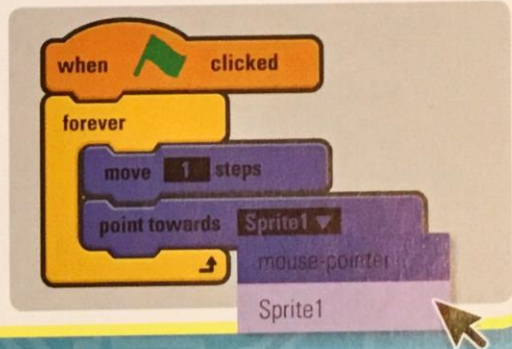 when clicked
forever
move 1 steps
point towards Sprite1
mouse-pointer
Sprite1